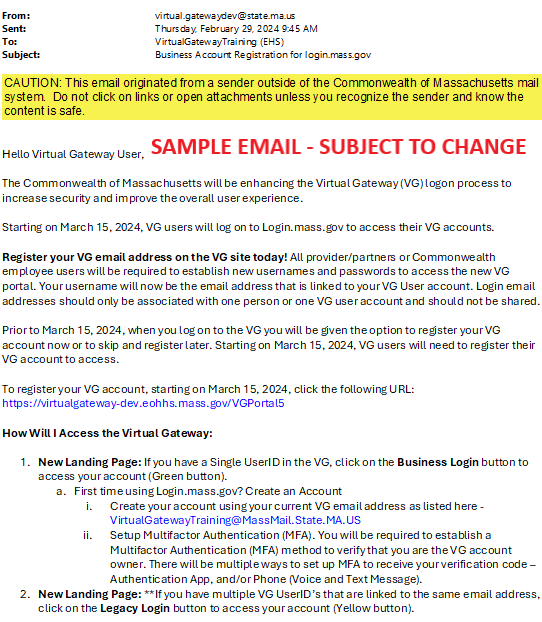 From: virtual.gatewaydev@state.ma.us
Sent: Thursday, February 29, 2024 9:45 AM
To: VirtualGatewayTraining (EHS)
Subject: Business Account Registration for login.mass.gov
CAUTION: This email originated from a sender outside of the Commonwealth of Massachusetts mail
system. Do not click on links or open attachments unless you recognize the sender and know the
content is safe.
Hello Virtual Gateway User, SAMPLE EMAIL - SUBJECT TO CHANGE
The Commonwealth of Massachusetts will be enhancing the Virtual Gateway (VG) logon process to
increase security and improve the overall user experience.
Starting on March 15, 2024, VG users will log on to Login.mass.gov to access their VG accounts.
Register your VG email address on the VG site today! All provider/partners or Commonwealth
employee users will be required to establish new usernames and passwords to access the new VG
portal. Your username will now be the email address that is linked to your VG User account. Login email
addresses should only be associated with one person or one VG user account and should not be shared.
Prior to March 15, 2024, when you log on to the VG you will be given the option to register your VG
account now or to skip and register later. Starting on March 15, 2024, VG users will need to register their
VG account to access.
To register your VG account, starting on March 15, 2024, click the following URL:
https://virtualgateway-dev.eohhs.mass.gov/VGPortal5
How Will I Access the Virtual Gateway:
1. New Landing Page: If you have a Single UserID in the VG, click on the Business Login button to
access your account (Green button).
a. First time using Login.mass.gov? Create an Account
i. Create your account using your current VG email address as listed here -
VirtualGatewayTraining@MassMail.State.MA.US
ii. Setup Multifactor Authentication (MFA). You will be required to establish a
Multifactor Authentication (MFA) method to verify that you are the VG account
owner. There will be multiple ways to set up MFA to receive your verification code –
Authentication App, and/or Phone (Voice and Text Message).
2. New Landing Page: **If you have multiple VG UserID's that are linked to the same email address,
click on the Legacy Login button to access your account (Yellow button).